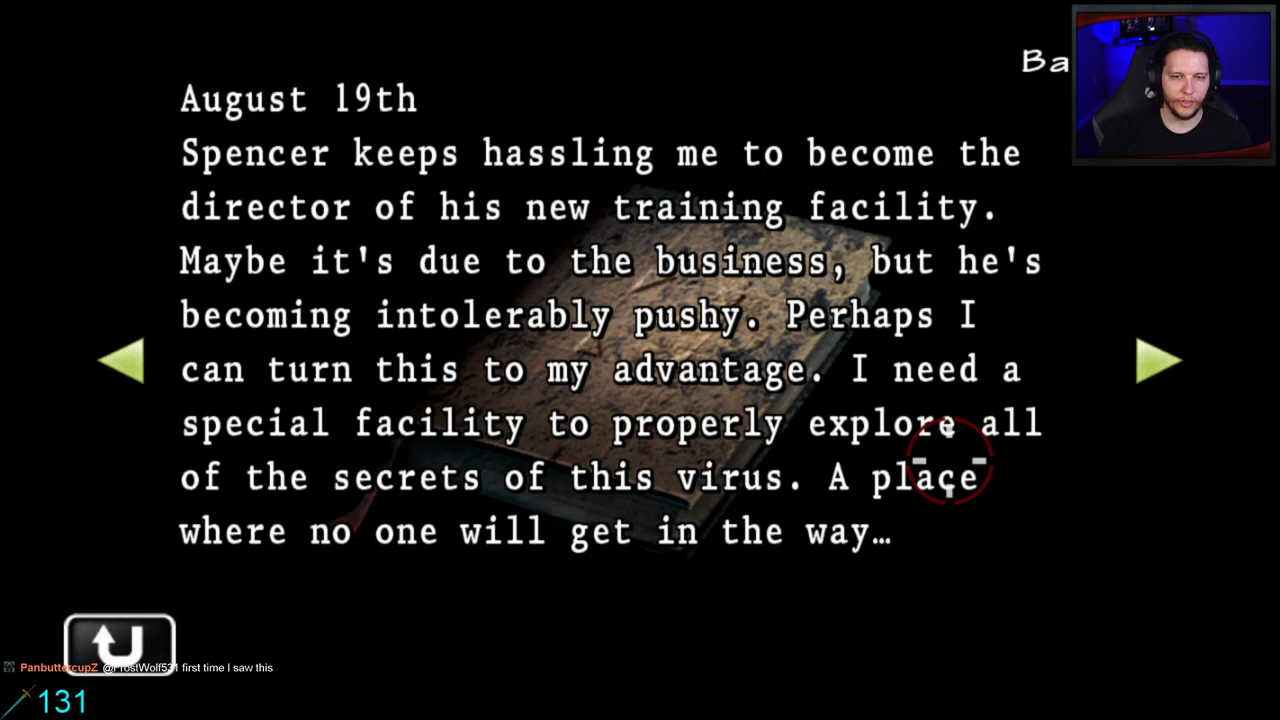 Ba
August 19th
Spencer keeps hassling me to become the
director of his new training facility.
Maybe it's due to the business, but he's
becoming intolerably pushy. Perhaps I
can turn this to my advantage. I need a
special facility to properly explore all
of the secrets of this virus. A place
where no one will get in the way…
PanbuttercupZ @FrostWolf531 first time I saw this
131